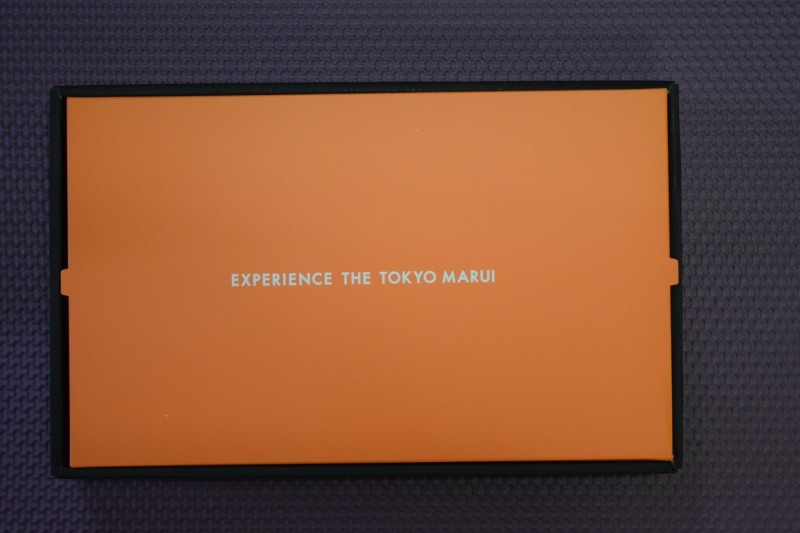 EXPERIENCE THE TOKYO MARUI